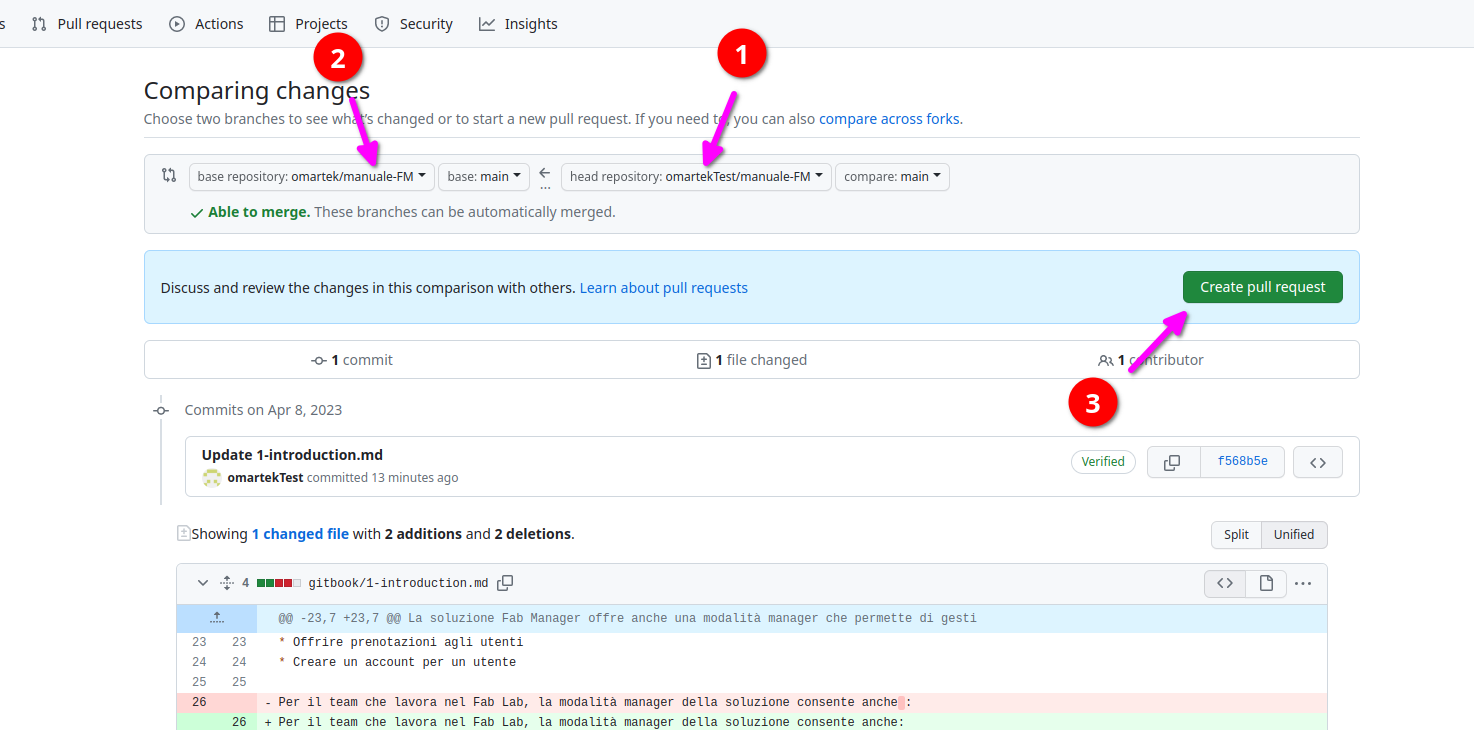 s Pull requests Actions Projects Security Insights
2 1
Comparing changes
Choose two branches to see what's changed or to start a new pull request. If you need to, you can also compare across forks.
base repository: omartek/manuale-FM base: main ... head repository: omartekTest/manuale-FM compare: main
Able to merge. These branches can be automatically merged.
Discuss and review the changes in this comparison with others. Learn about pull requests Create pull request
1 commit 1 file changed 1 contributor
3
Commits on Apr 8, 2023
Update 1-introduction.md
omartekTest committed 13 minutes ago
Verified f568b5e
Showing 1 changed file with 2 additions and 2 deletions.
Split Unified
4 gitbook/1-introduction.md
@@ -23,7 +23,7 @@ La soluzione Fab Manager offre anche una modalità manager che permette di gesti
23 23 * Offrire prenotazioni agli utenti
24 24 * Creare un account per un utente
25 25
26 - Per il team che lavora nel Fab Lab, la modalità manager della soluzione consente anche :
26 + Per il team che lavora nel Fab Lab, la modalità manager della soluzione consente anche: